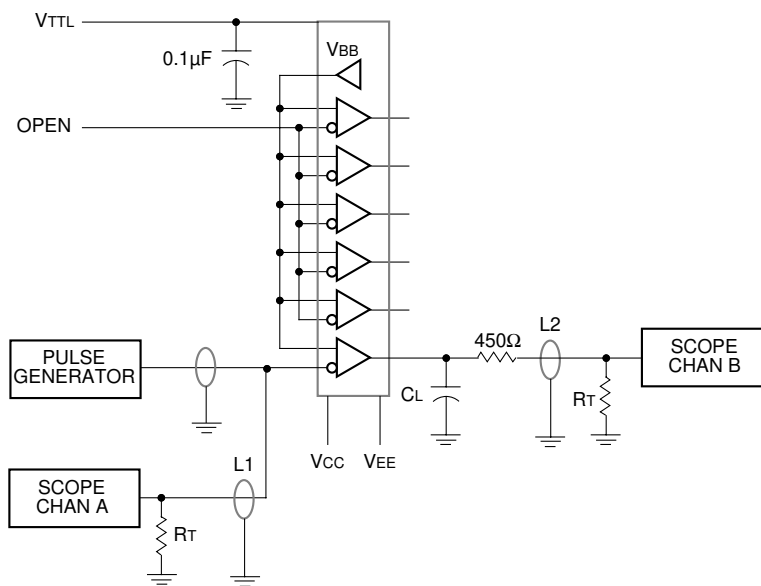 VTTL
0.1µF
VBB
OPEN
PULSE
GENERATOR
450Ω
L2
SCOPE
CHAN B
CL
RT
VCC
VEE
L1
SCOPE
CHAN A
RT